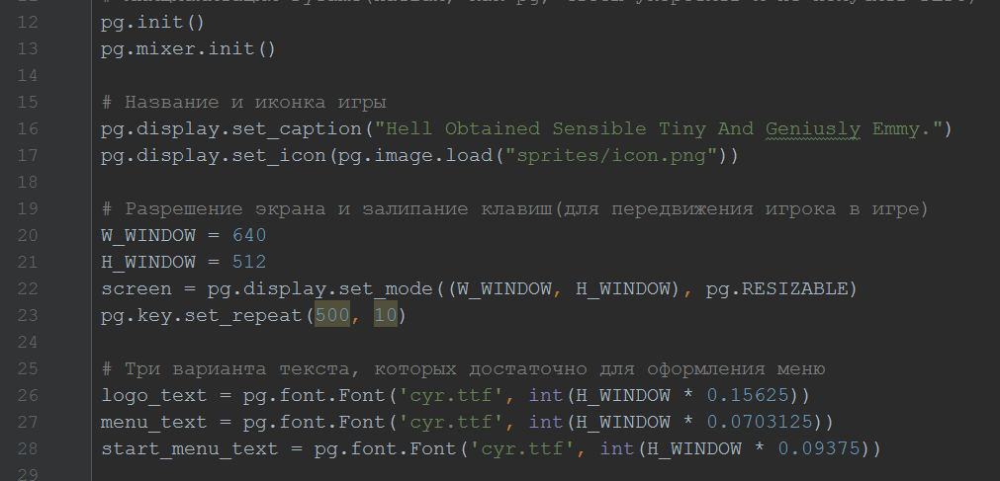 12 pg.init()
13 pg.mixer.init()
14
15 # Название и иконка игры
16 pg.display.set_caption("Hell Obtained Sensible Tiny And Geniusly Emmy.")
17 pg.display.set_icon(pg.image.load("sprites/icon.png"))
18
19 # Разрешение экрана и залипание клавиш(для передвижения игрока в игре)
20 W_WINDOW = 640
21 H_WINDOW = 512
22 screen = pg.display.set_mode((W_WINDOW, H_WINDOW), pg.RESIZABLE)
23 pg.key.set_repeat(500, 10)
24
25 # Три варианта текста, которых достаточно для оформления меню
26 logo_text = pg.font.Font('cyr.ttf', int(H_WINDOW * 0.15625))
27 menu_text = pg.font.Font('cyr.ttf', int(H_WINDOW * 0.0703125))
28 start_menu_text = pg.font.Font('cyr.ttf', int(H_WINDOW * 0.09375))
29